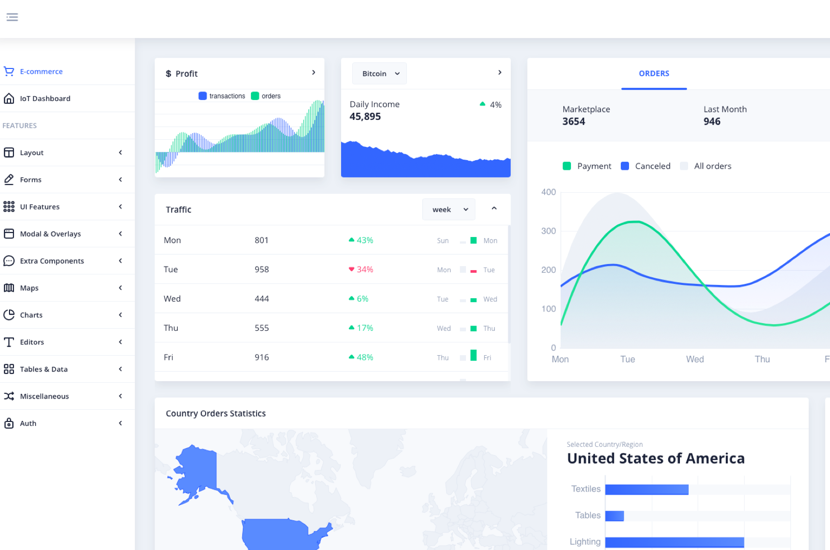 E-commerce
IoT Dashboard
FEATURES
Layout
Forms
UI Features
Modal & Overlays
Extra Components
Maps
Charts
Editors
Tables & Data
Miscellaneous
Auth
$ Profit
transactions orders
Bitcoin
Daily Income
45,895
4%
Traffic
week
Mon 801 43% Sun Mon
Tue 958 34% Mon Tue
Wed 444 6% Tue Wed
Thu 555 17% Wed Thu
Fri 916 48% Thu Fri
ORDERS
Marketplace
3654
Last Month
946
Payment Canceled All orders
400
300
200
100
0
Mon Tue Wed Thu F
Country Orders Statistics
Selected Country/Region
United States of America
Textiles
Tables
Lighting